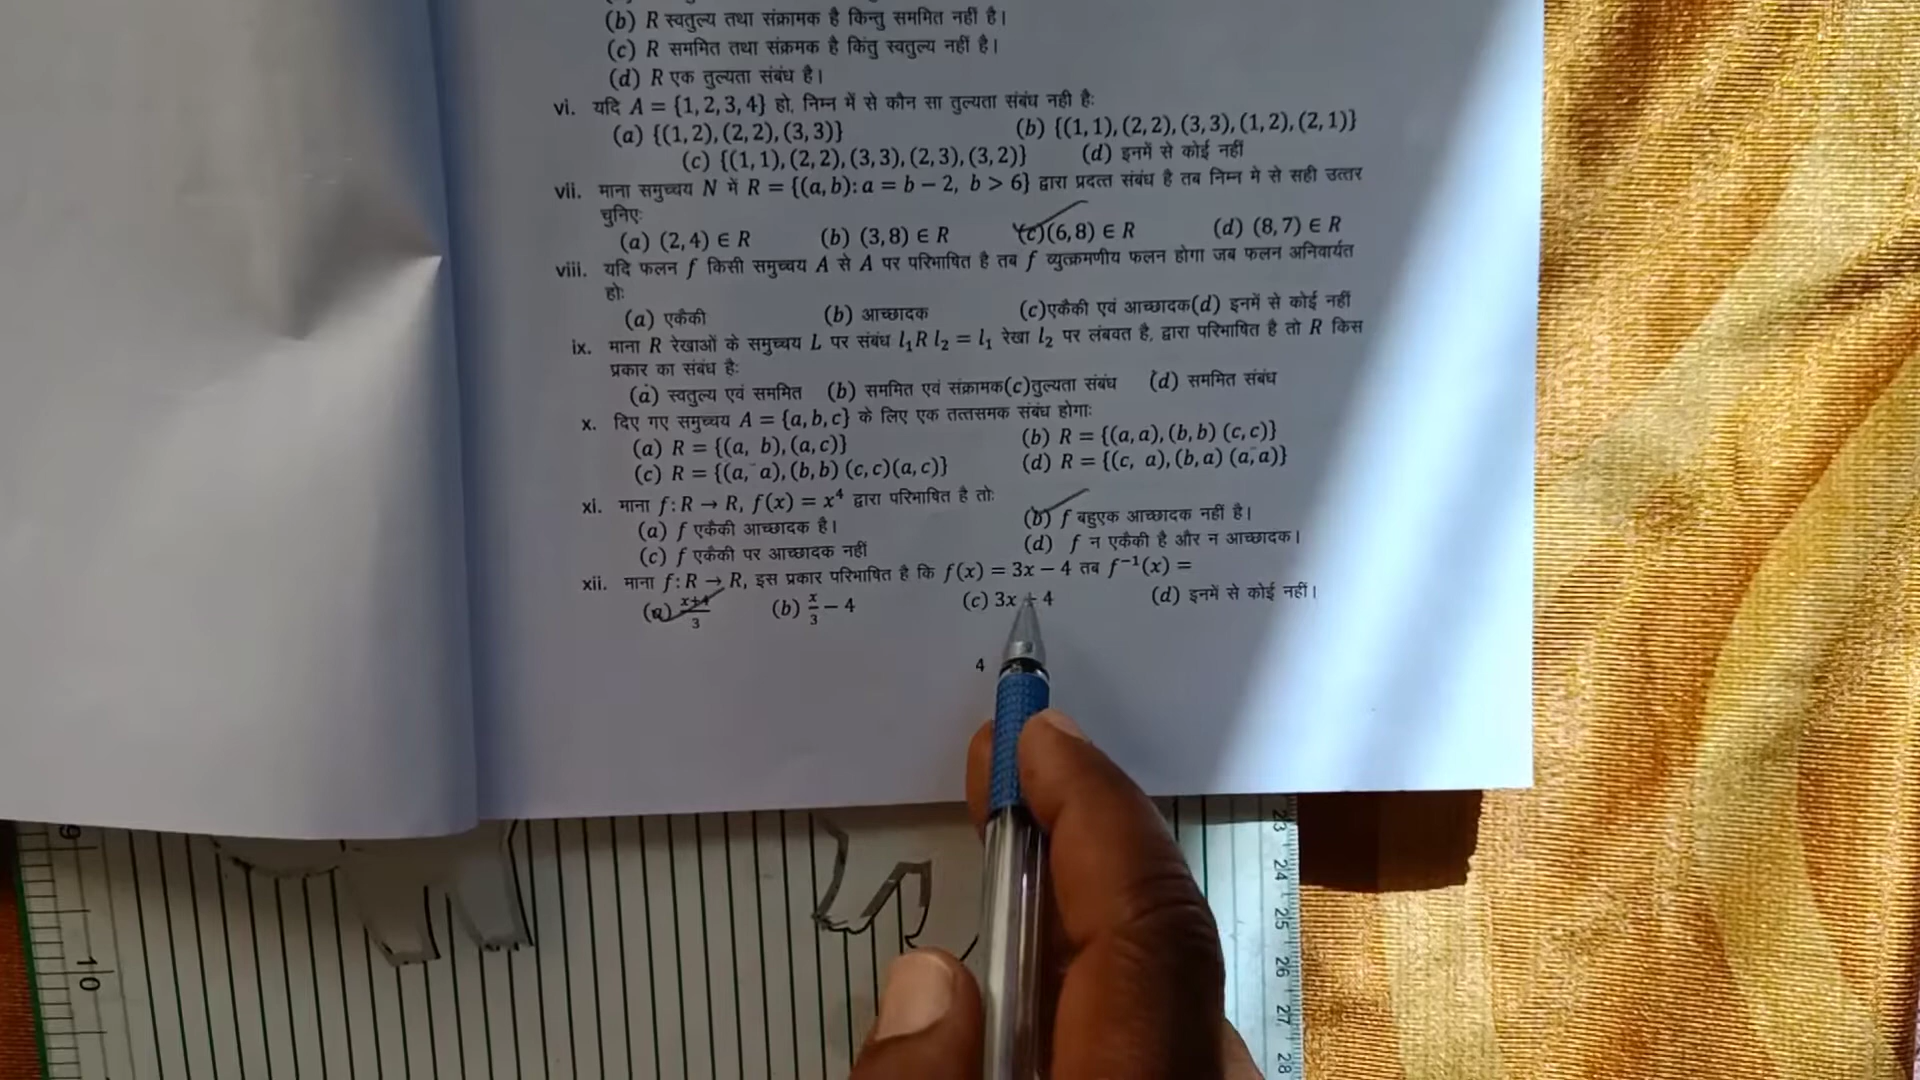 (b) R स्वतुल्य तथा संक्रामक है किन्तु सममित नहीं है।
(c) R सममित तथा संक्रमक है किंतु स्वतुल्य नहीं है।
(d) R एक तुल्यता संबंध है।
vi. यदि A = {1, 2, 3, 4} हो, निम्न में से कौन सा तुल्यता संबंध नही है:
(a) {(1, 2), (2, 2), (3, 3)} (b) {(1, 1), (2, 2), (3, 3), (1, 2), (2, 1)}
(c) {(1, 1), (2, 2), (3, 3), (2, 3), (3, 2)} (d) इनमें से कोई नहीं
vii. माना समुच्चय N में R = {(a, b): a = b − 2, b > 6} द्वारा प्रदत्त संबंध है तब निम्न मे से सही उत्तर
चुनिए:
(a) (2, 4) ∈ R (b) (3, 8) ∈ R (c)(6, 8) ∈ R (d) (8, 7) ∈ R
viii. यदि फलन f किसी समुच्चय A से A पर परिभाषित है तब f व्युत्क्रमणीय फलन होगा जब फलन अनिवार्यत
हो:
(a) एकैकी (b) आच्छादक (c)एकैकी एवं आच्छादक(d) इनमें से कोई नहीं
ix. माना R रेखाओं के समुच्चय L पर संबंध l₁R l₂ = l₁ रेखा l₂ पर लंबवत है, द्वारा परिभाषित है तो R किस
प्रकार का संबंध है:
(a) स्वतुल्य एवं सममित (b) सममित एवं संक्रामक(c)तुल्यता संबंध (d) सममित संबंध
x. दिए गए समुच्चय A = {a, b, c} के लिए एक तत्तसमक संबंध होगा:
(a) R = {(a, b), (a, c)} (b) R = {(a, a), (b, b) (c, c)}
(c) R = {(a, a), (b, b) (c, c)(a, c)} (d) R = {(c, a), (b, a) (a, a)}
xi. माना f: R → R, f(x) = x⁴ द्वारा परिभाषित है तो:
(a) f एकैकी आच्छादक है। (b) f बहुएक आच्छादक नहीं है।
(c) f एकैकी पर आच्छादक नहीं (d) f न एकैकी है और न आच्छादक।
xii. माना f: R → R, इस प्रकार परिभाषित है कि f(x) = 3x − 4 तब f⁻¹(x) =
(a) x+4/3 (b) x/3 − 4 (c) 3x + 4 (d) इनमें से कोई नहीं।
4
9 10
23 24 25 26 27 28